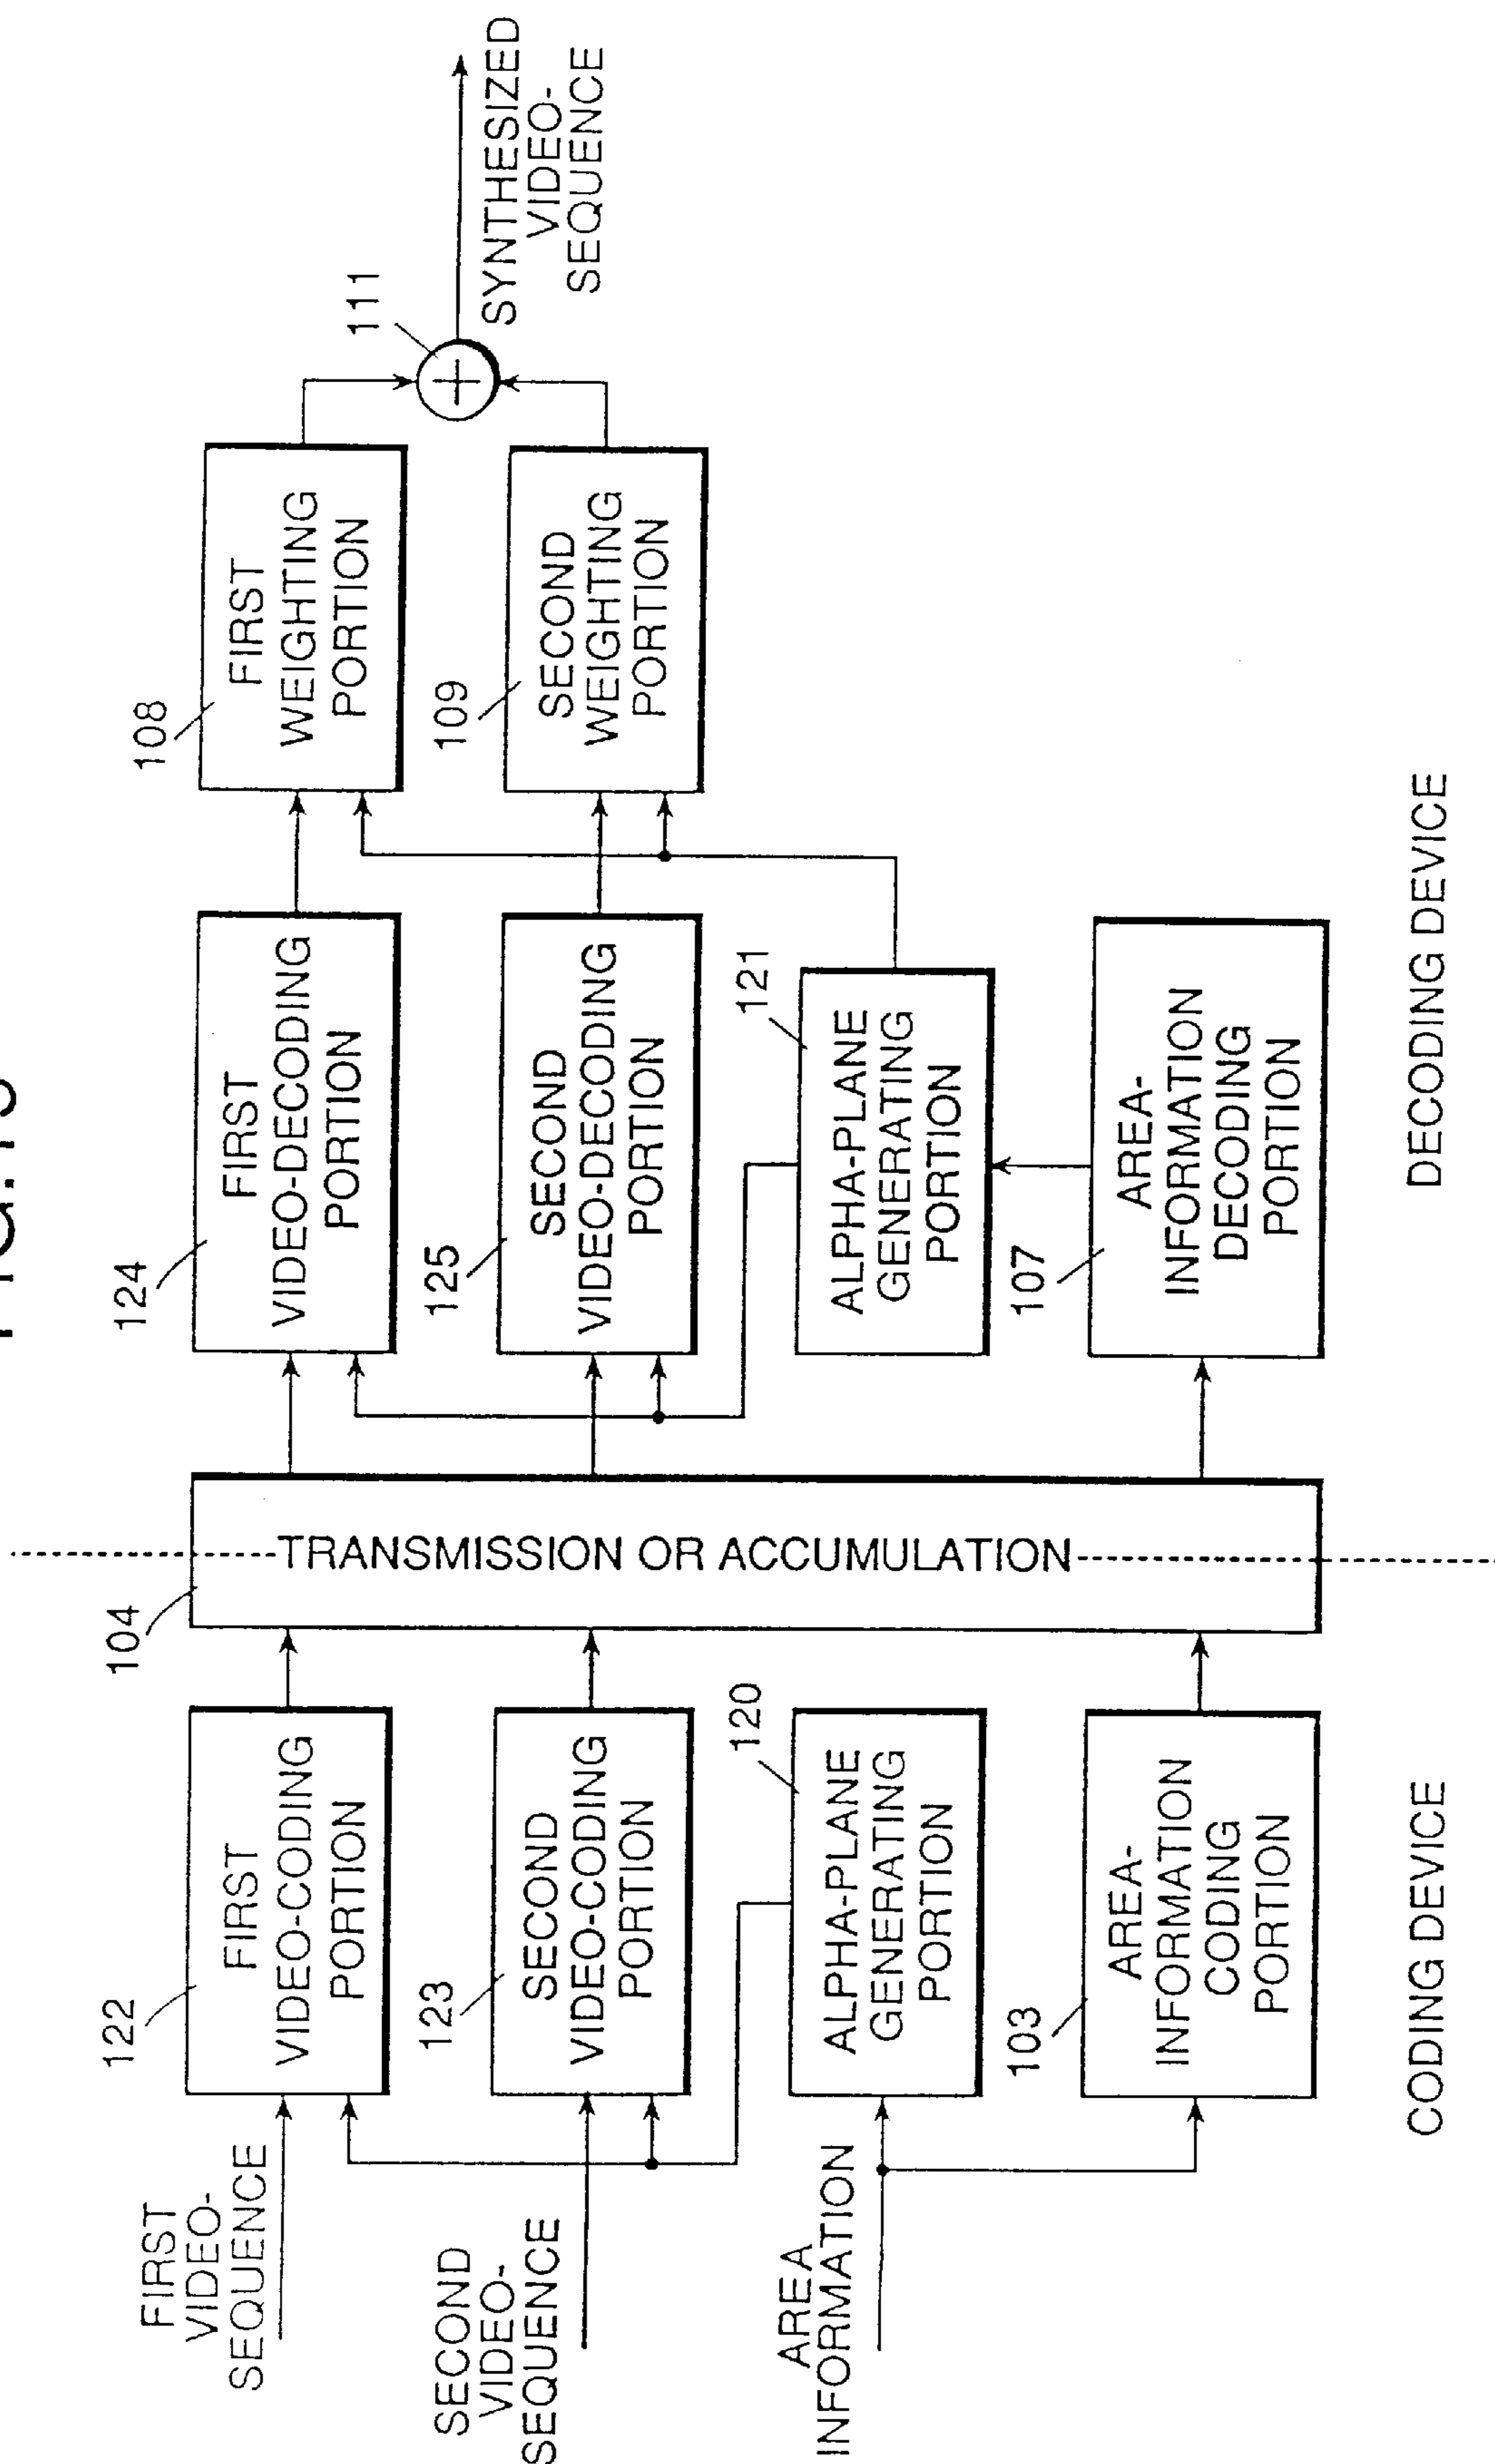 FIRST
VIDEO-
SEQUENCE
SECOND
VIDEO-
SEQUENCE
AREA
INFORMATION
122
FIRST
VIDEO-CODING
PORTION
123
SECOND
VIDEO-CODING
PORTION
120
ALPHA-PLANE
GENERATING
PORTION
103
AREA-
INFORMATION
CODING
PORTION
CODING DEVICE
104
TRANSMISSION OR ACCUMULATION
124
FIRST
VIDEO-DECODING
PORTION
125
SECOND
VIDEO-DECODING
PORTION
121
ALPHA-PLANE
GENERATING
PORTION
107
AREA-
INFORMATION
DECODING
PORTION
DECODING DEVICE
108
FIRST
WEIGHTING
PORTION
109
SECOND
WEIGHTING
PORTION
111
SYNTHESIZED
VIDEO-
SEQUENCE